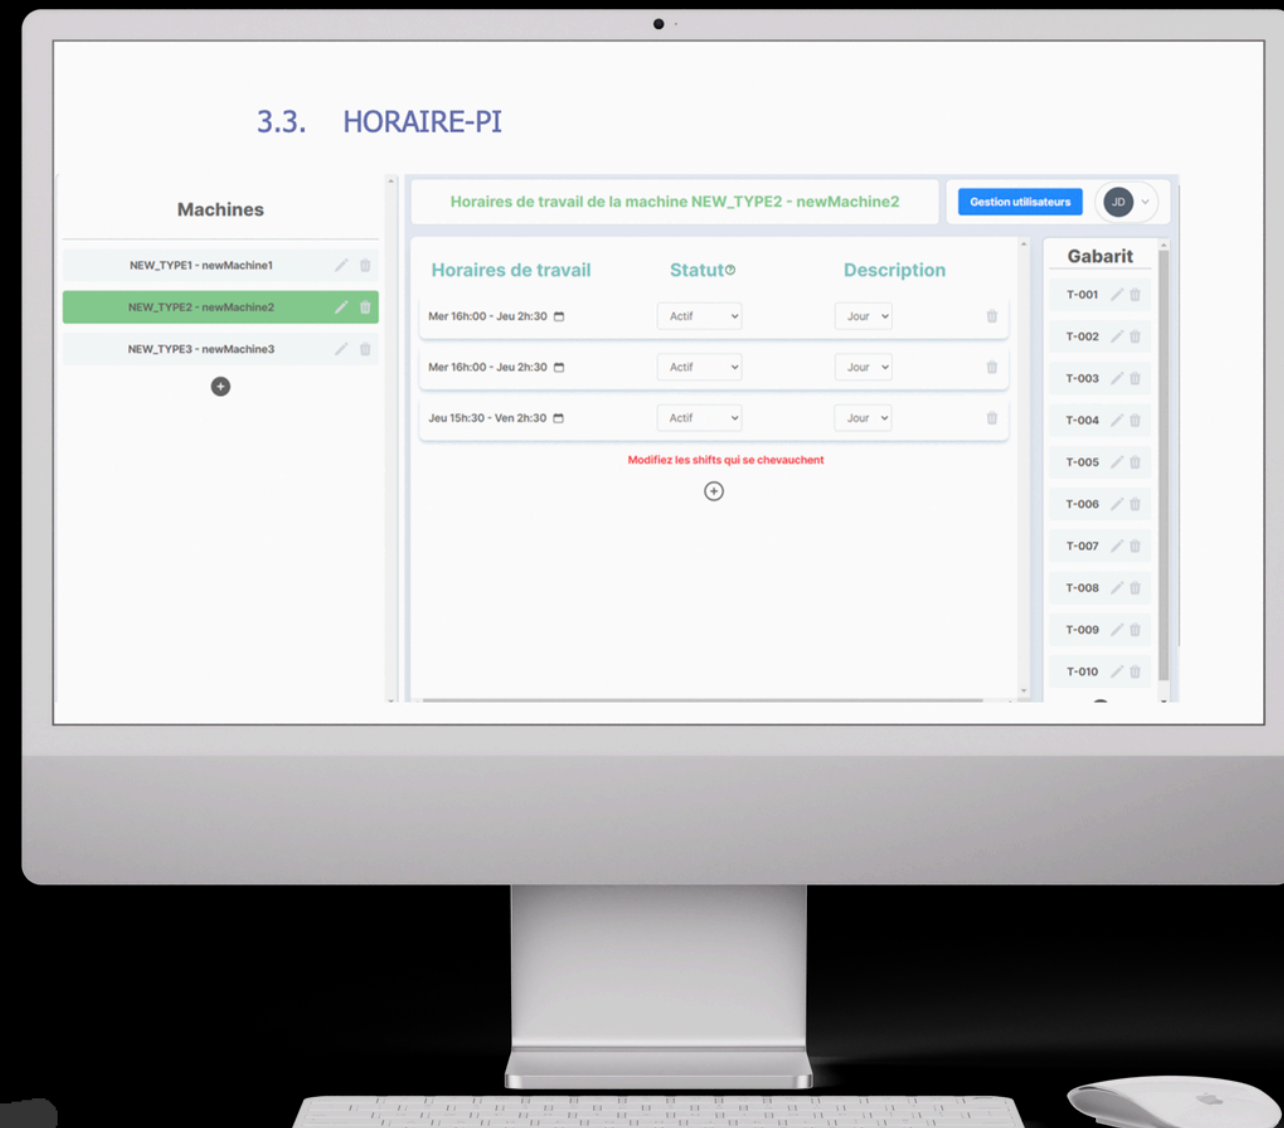 3.3. HORAIRE-PI
Machines
NEW_TYPE1 - newMachine1
NEW_TYPE2 - newMachine2
NEW_TYPE3 - newMachine3
Horaires de travail de la machine NEW_TYPE2 - newMachine2
Gestion utilisateurs
JD
Horaires de travail Statut Description
Mer 16h:00 - Jeu 2h:30 Actif Jour
Mer 16h:00 - Jeu 2h:30 Actif Jour
Jeu 15h:30 - Ven 2h:30 Actif Jour
Modifiez les shifts qui se chevauchent
Gabarit
T-001
T-002
T-003
T-004
T-005
T-006
T-007
T-008
T-009
T-010